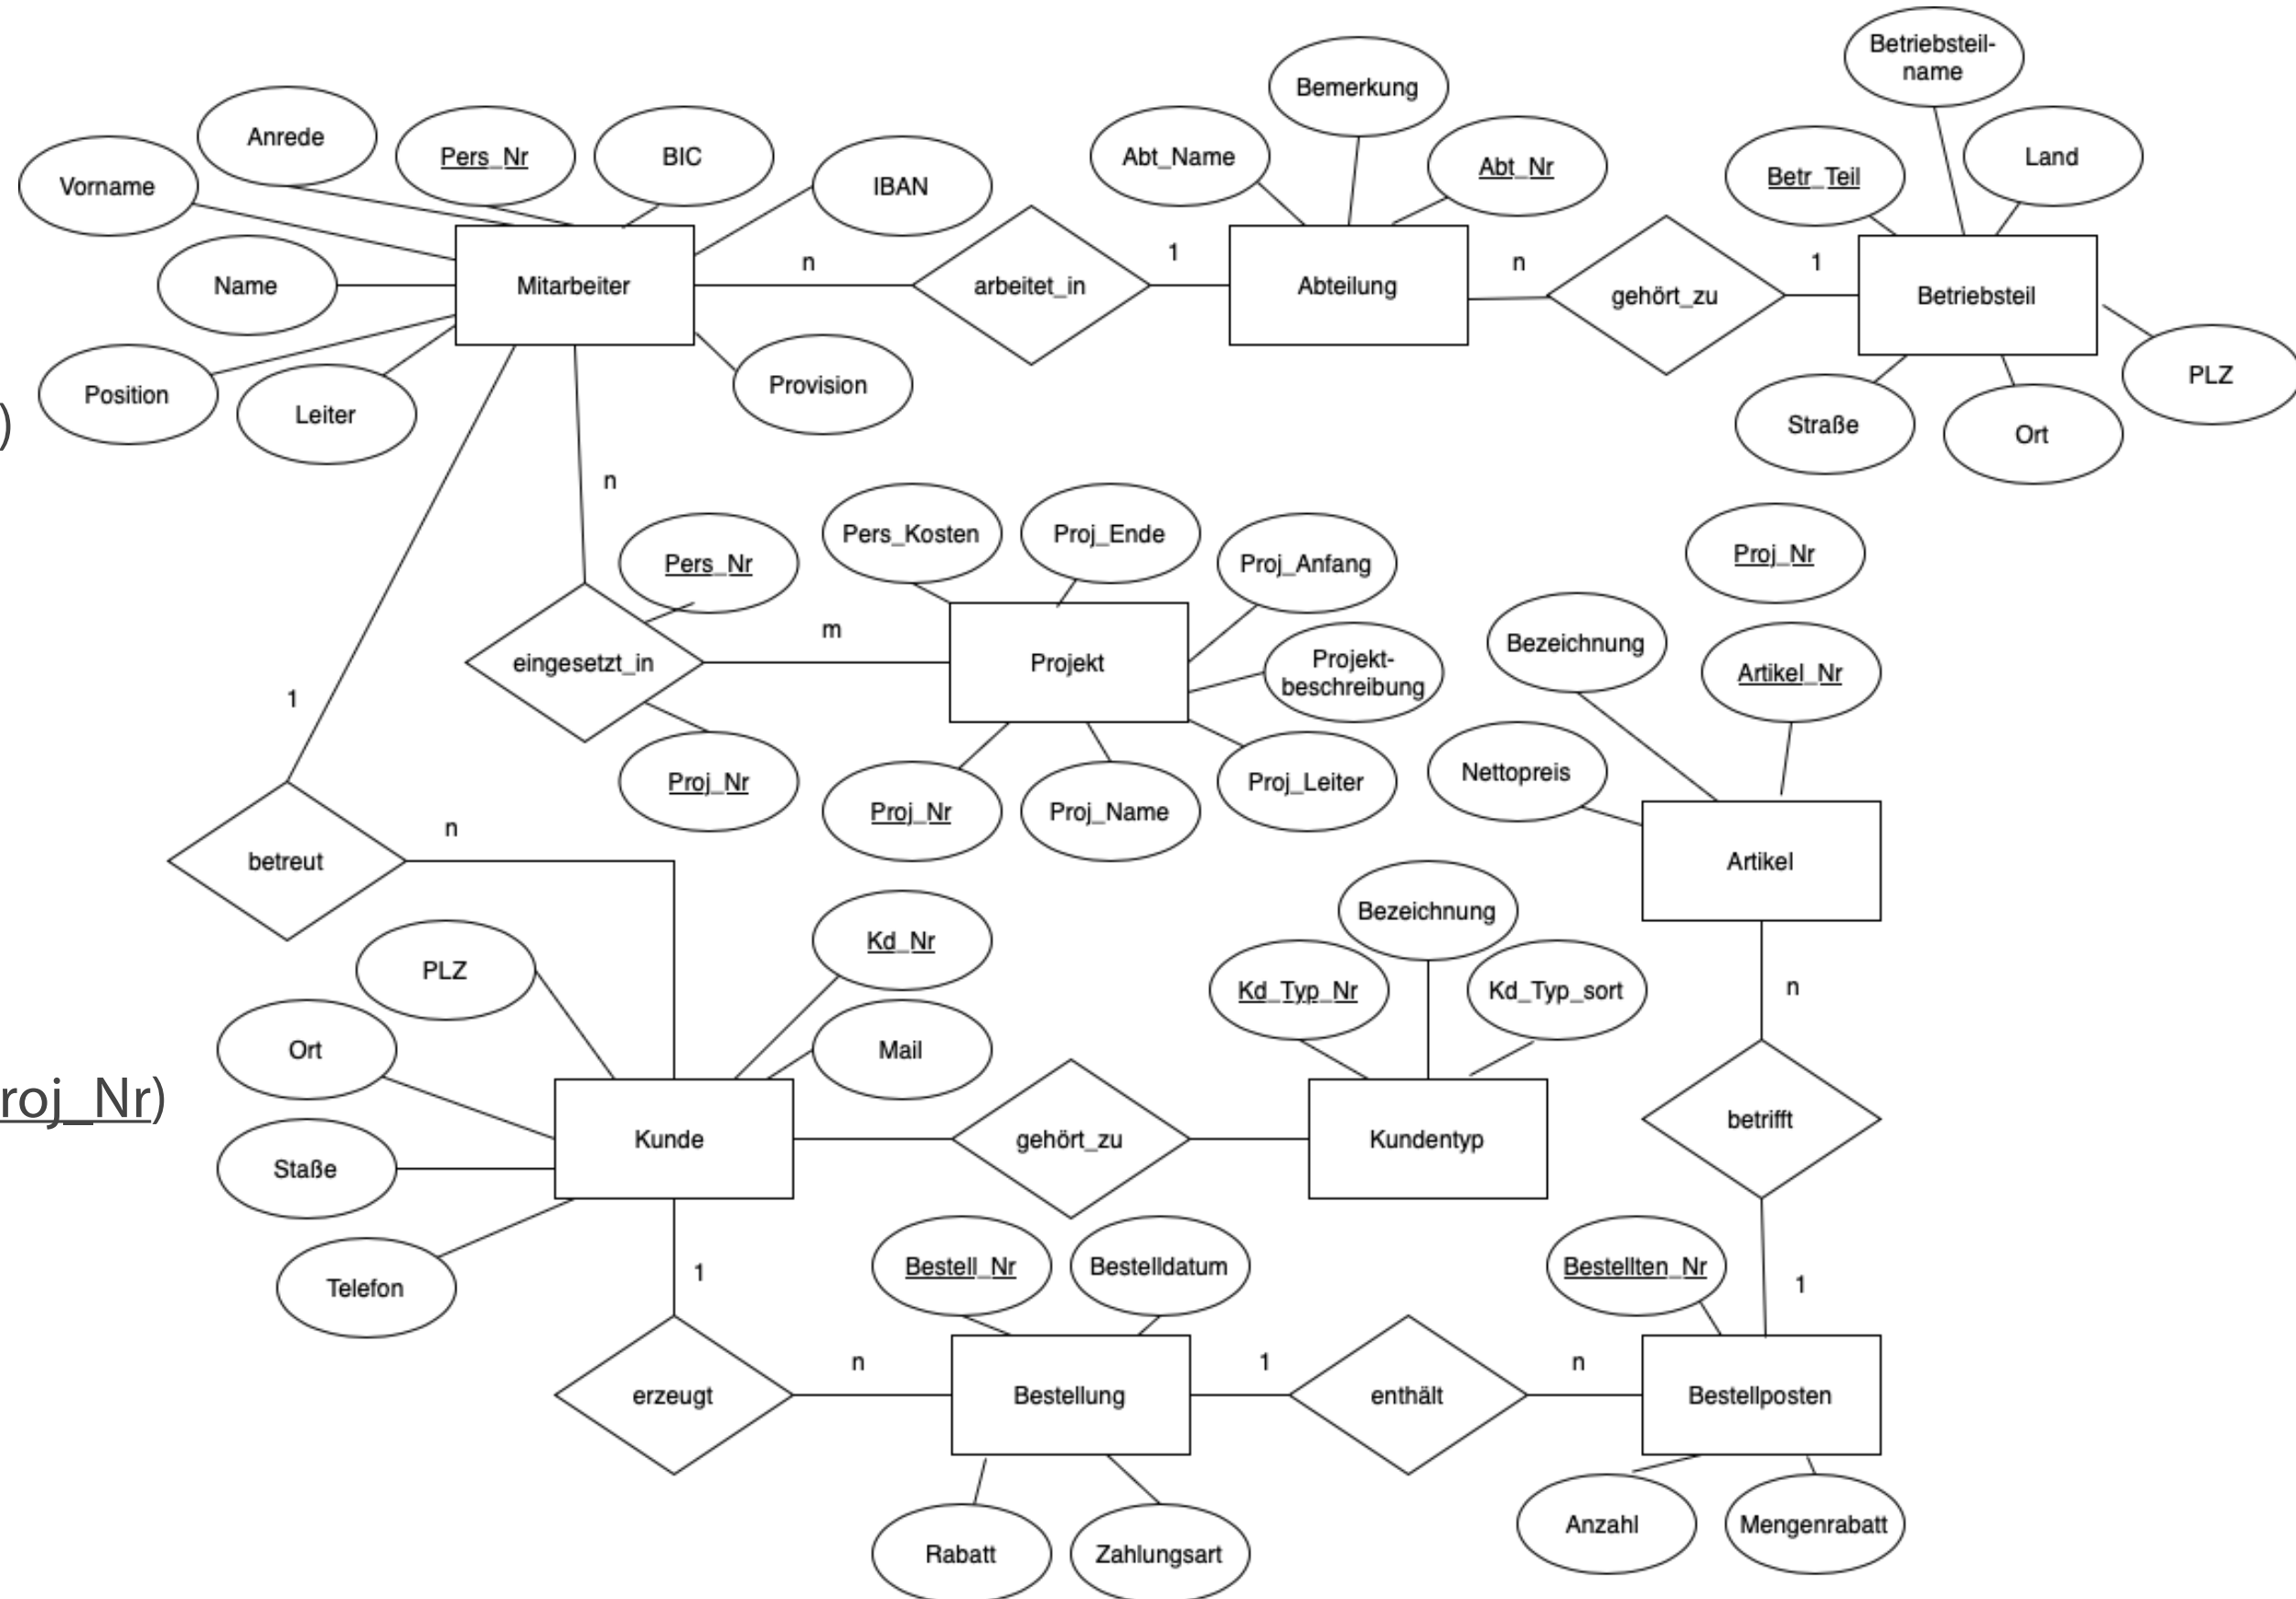 Betriebsteil-
name
Bemerkung
Anrede
Pers_Nr
BIC
Abt_Name
Abt_Nr
Land
Vorname
IBAN
Betr_Teil
n
1
n
1
Name
Mitarbeiter
arbeitet_in
Abteilung
gehört_zu
Betriebsteil
Position
Leiter
Provision
PLZ
Straße
Ort
)
n
Pers_Kosten
Proj_Ende
Proj_Anfang
Proj_Nr
Pers_Nr
m
Bezeichnung
eingesetzt_in
Projekt
Projekt-
beschreibung
Artikel_Nr
1
Proj_Nr
Proj_Nr
Proj_Name
Proj_Leiter
Nettopreis
n
betreut
Artikel
Bezeichnung
Kd_Nr
PLZ
Kd_Typ_Nr
Kd_Typ_sort
n
Ort
Mail
roj_Nr)
Kunde
gehört_zu
Kundentyp
betrifft
Staße
Telefon
1
Bestell_Nr
Bestelldatum
Bestellten_Nr
1
n
1
n
erzeugt
Bestellung
enthält
Bestellposten
Rabatt
Zahlungsart
Anzahl
Mengenrabatt